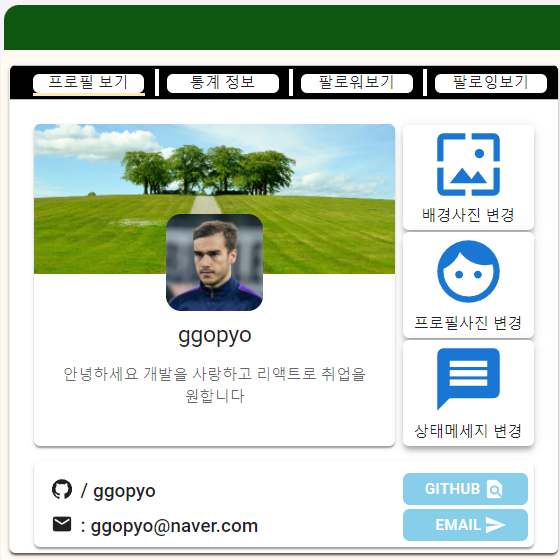 프로필 보기 통계 정보 팔로워보기 팔로잉보기
배경사진 변경
프로필사진 변경
ggopyo
안녕하세요 개발을 사랑하고 리액트로 취업을
원합니다
상태메세지 변경
/ ggopyo
GITHUB
: ggopyo@naver.com
EMAIL